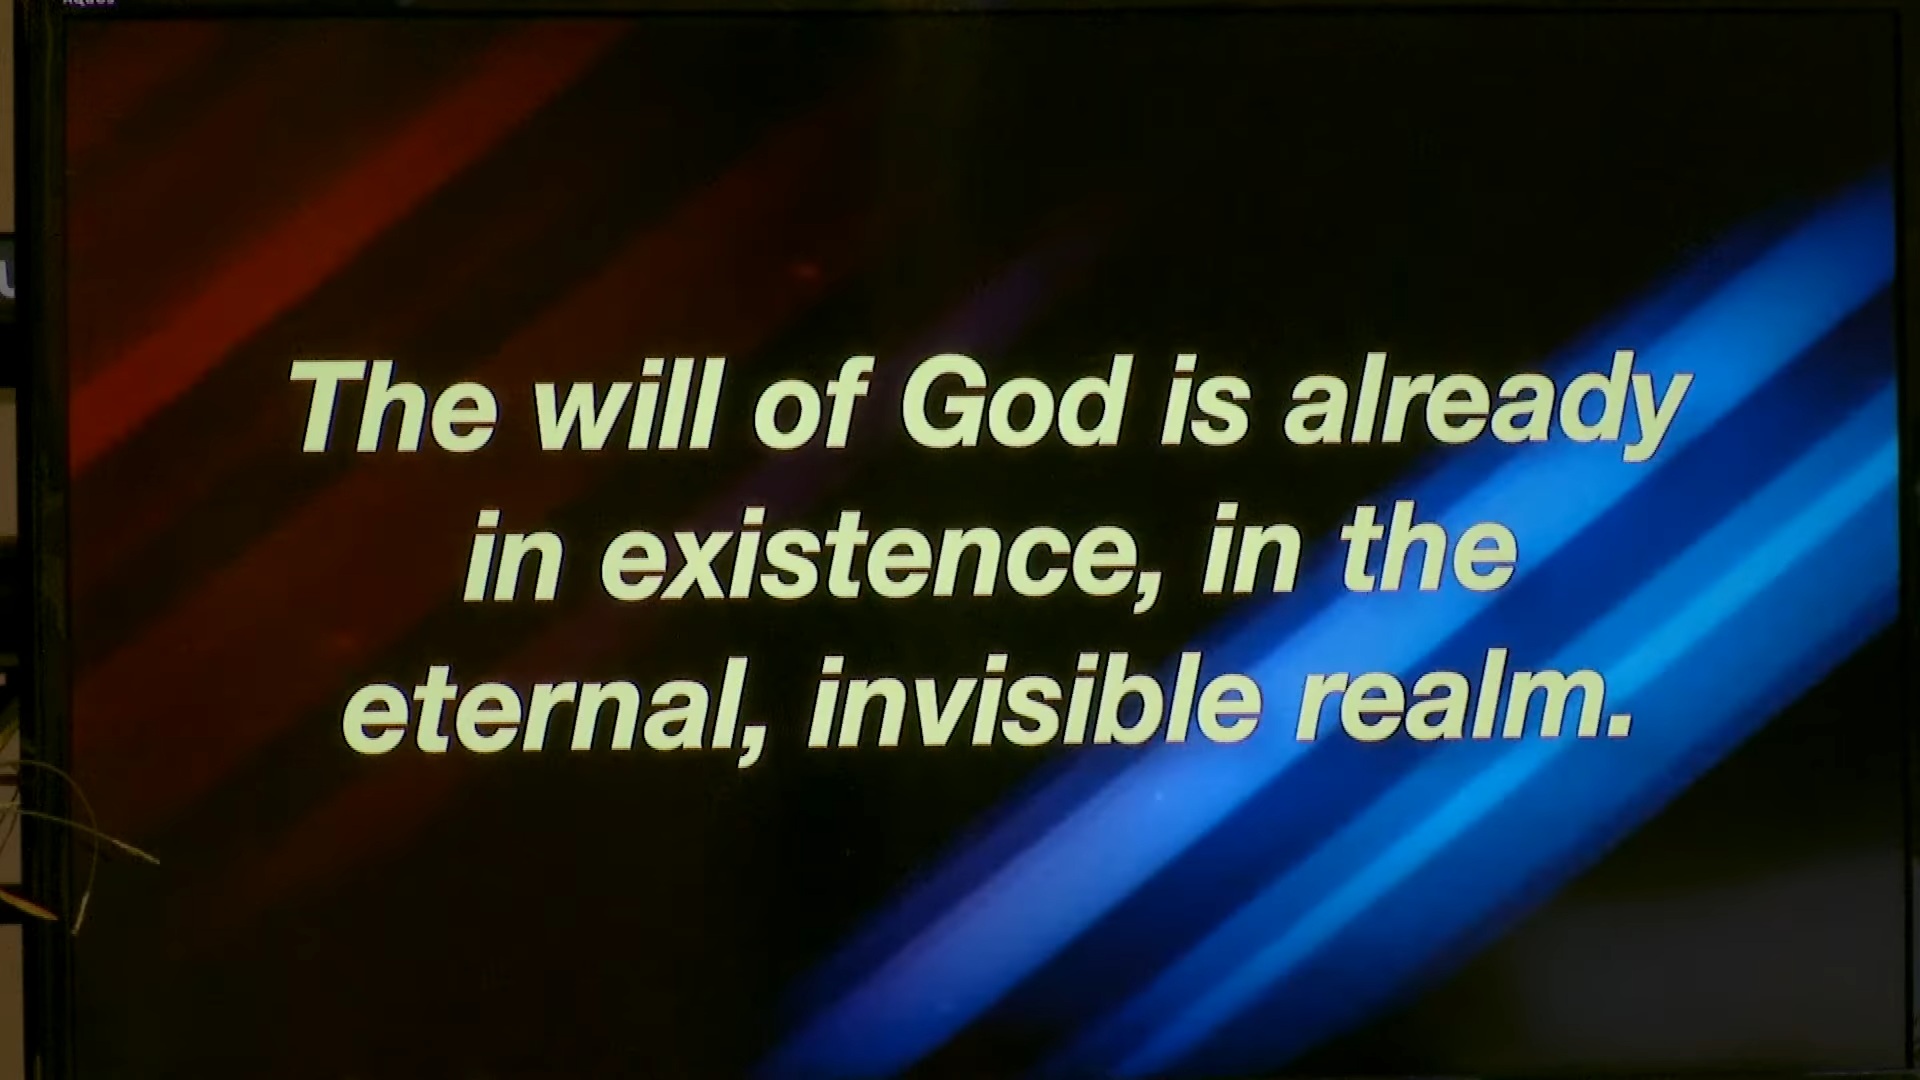 The will of God is already
in existence, in the
eternal, invisible realm.